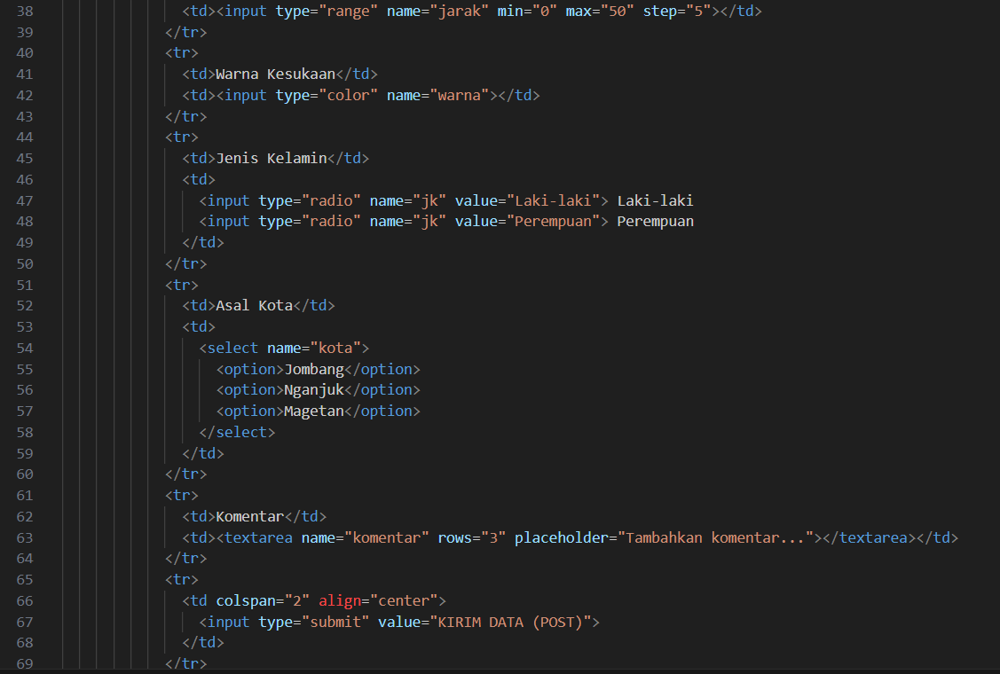 38 <td><input type="range" name="jarak" min="0" max="50" step="5"></td>
39 </tr>
40 <tr>
41 <td>Warna Kesukaan</td>
42 <td><input type="color" name="warna"></td>
43 </tr>
44 <tr>
45 <td>Jenis Kelamin</td>
46 <td>
47 <input type="radio" name="jk" value="Laki-laki"> Laki-laki
48 <input type="radio" name="jk" value="Perempuan"> Perempuan
49 </td>
50 </tr>
51 <tr>
52 <td>Asal Kota</td>
53 <td>
54 <select name="kota">
55 <option>Jombang</option>
56 <option>Nganjuk</option>
57 <option>Magetan</option>
58 </select>
59 </td>
60 </tr>
61 <tr>
62 <td>Komentar</td>
63 <td><textarea name="komentar" rows="3" placeholder="Tambahkan komentar..."></textarea></td>
64 </tr>
65 <tr>
66 <td colspan="2" align="center">
67 <input type="submit" value="KIRIM DATA (POST)">
68 </td>
69 </tr>